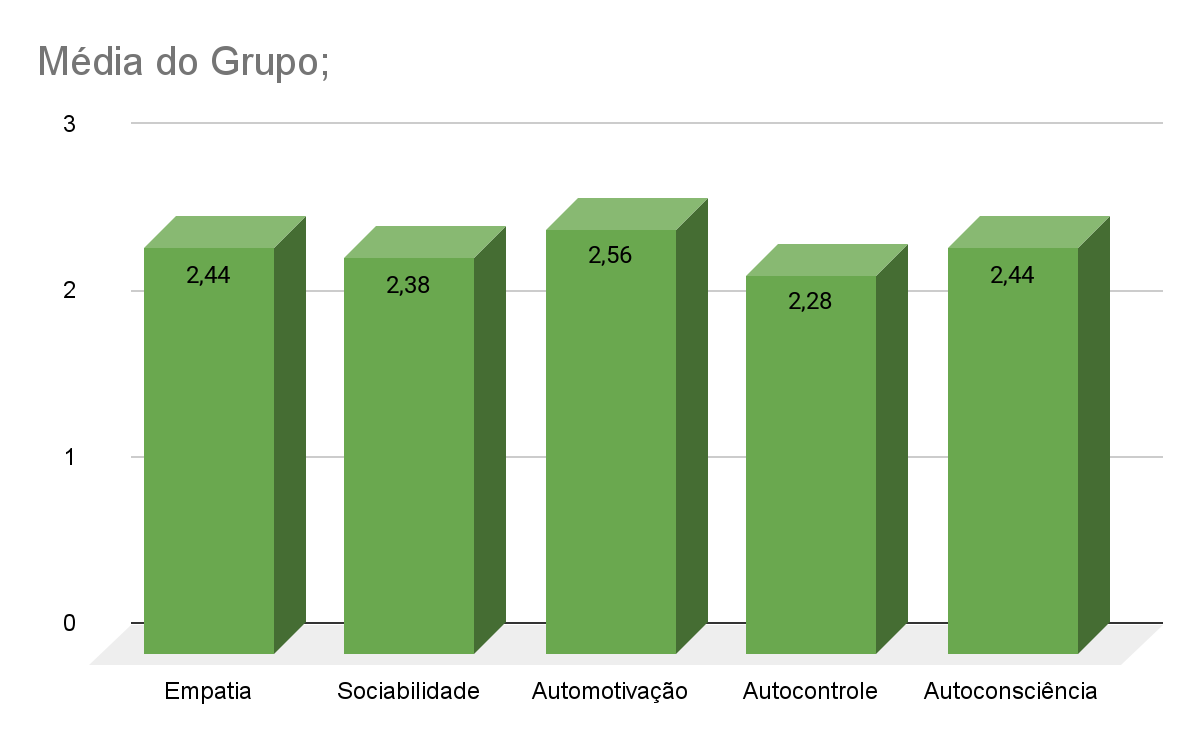 Média do Grupo;
3
2
1
0
2,44
2,38
2,56
2,28
2,44
Empatia
Sociabilidade
Automotivação
Autocontrole
Autoconsciência